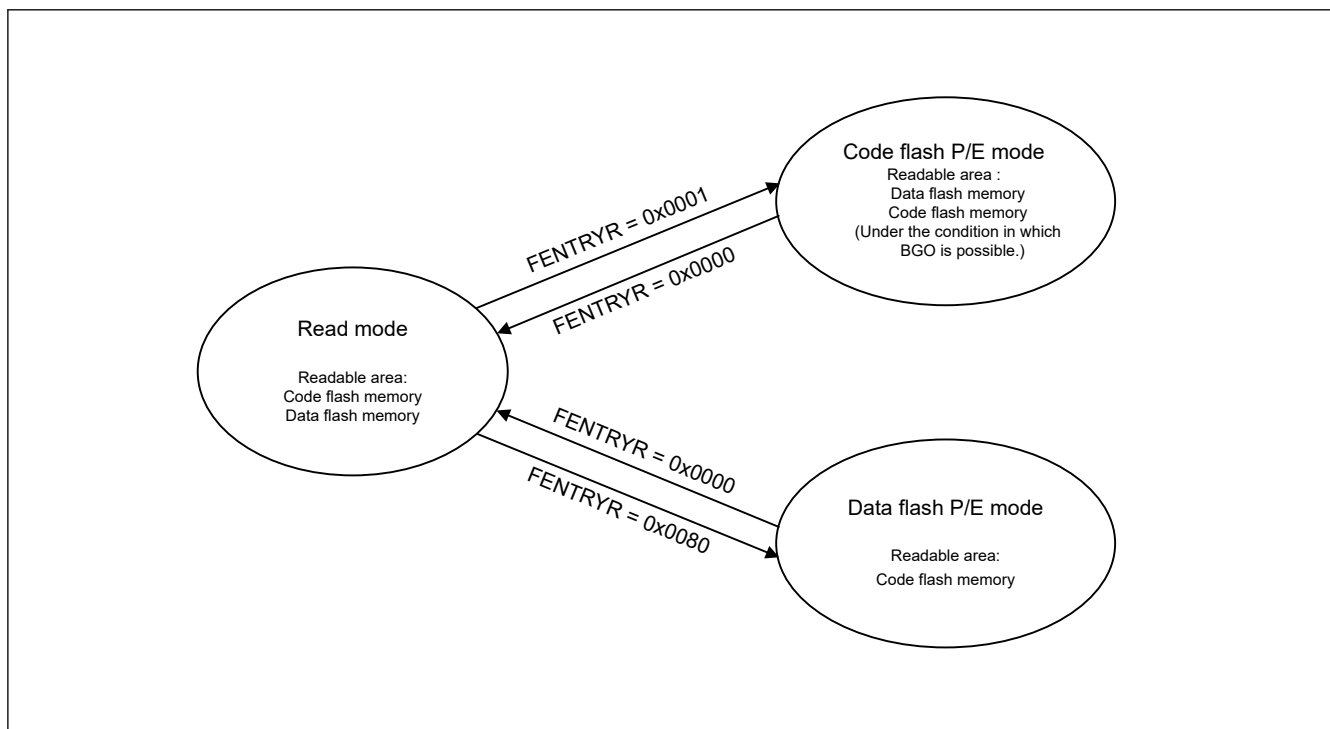 Code flash P/E mode
Readable area :
Data flash memory
Code flash memory
(Under the condition in which
BGO is possible.)
FENTRYR = 0x0001
FENTRYR = 0x0000
Read mode
Readable area:
Code flash memory
Data flash memory
FENTRYR = 0x0000
FENTRYR = 0x0080
Data flash P/E mode
Readable area:
Code flash memory